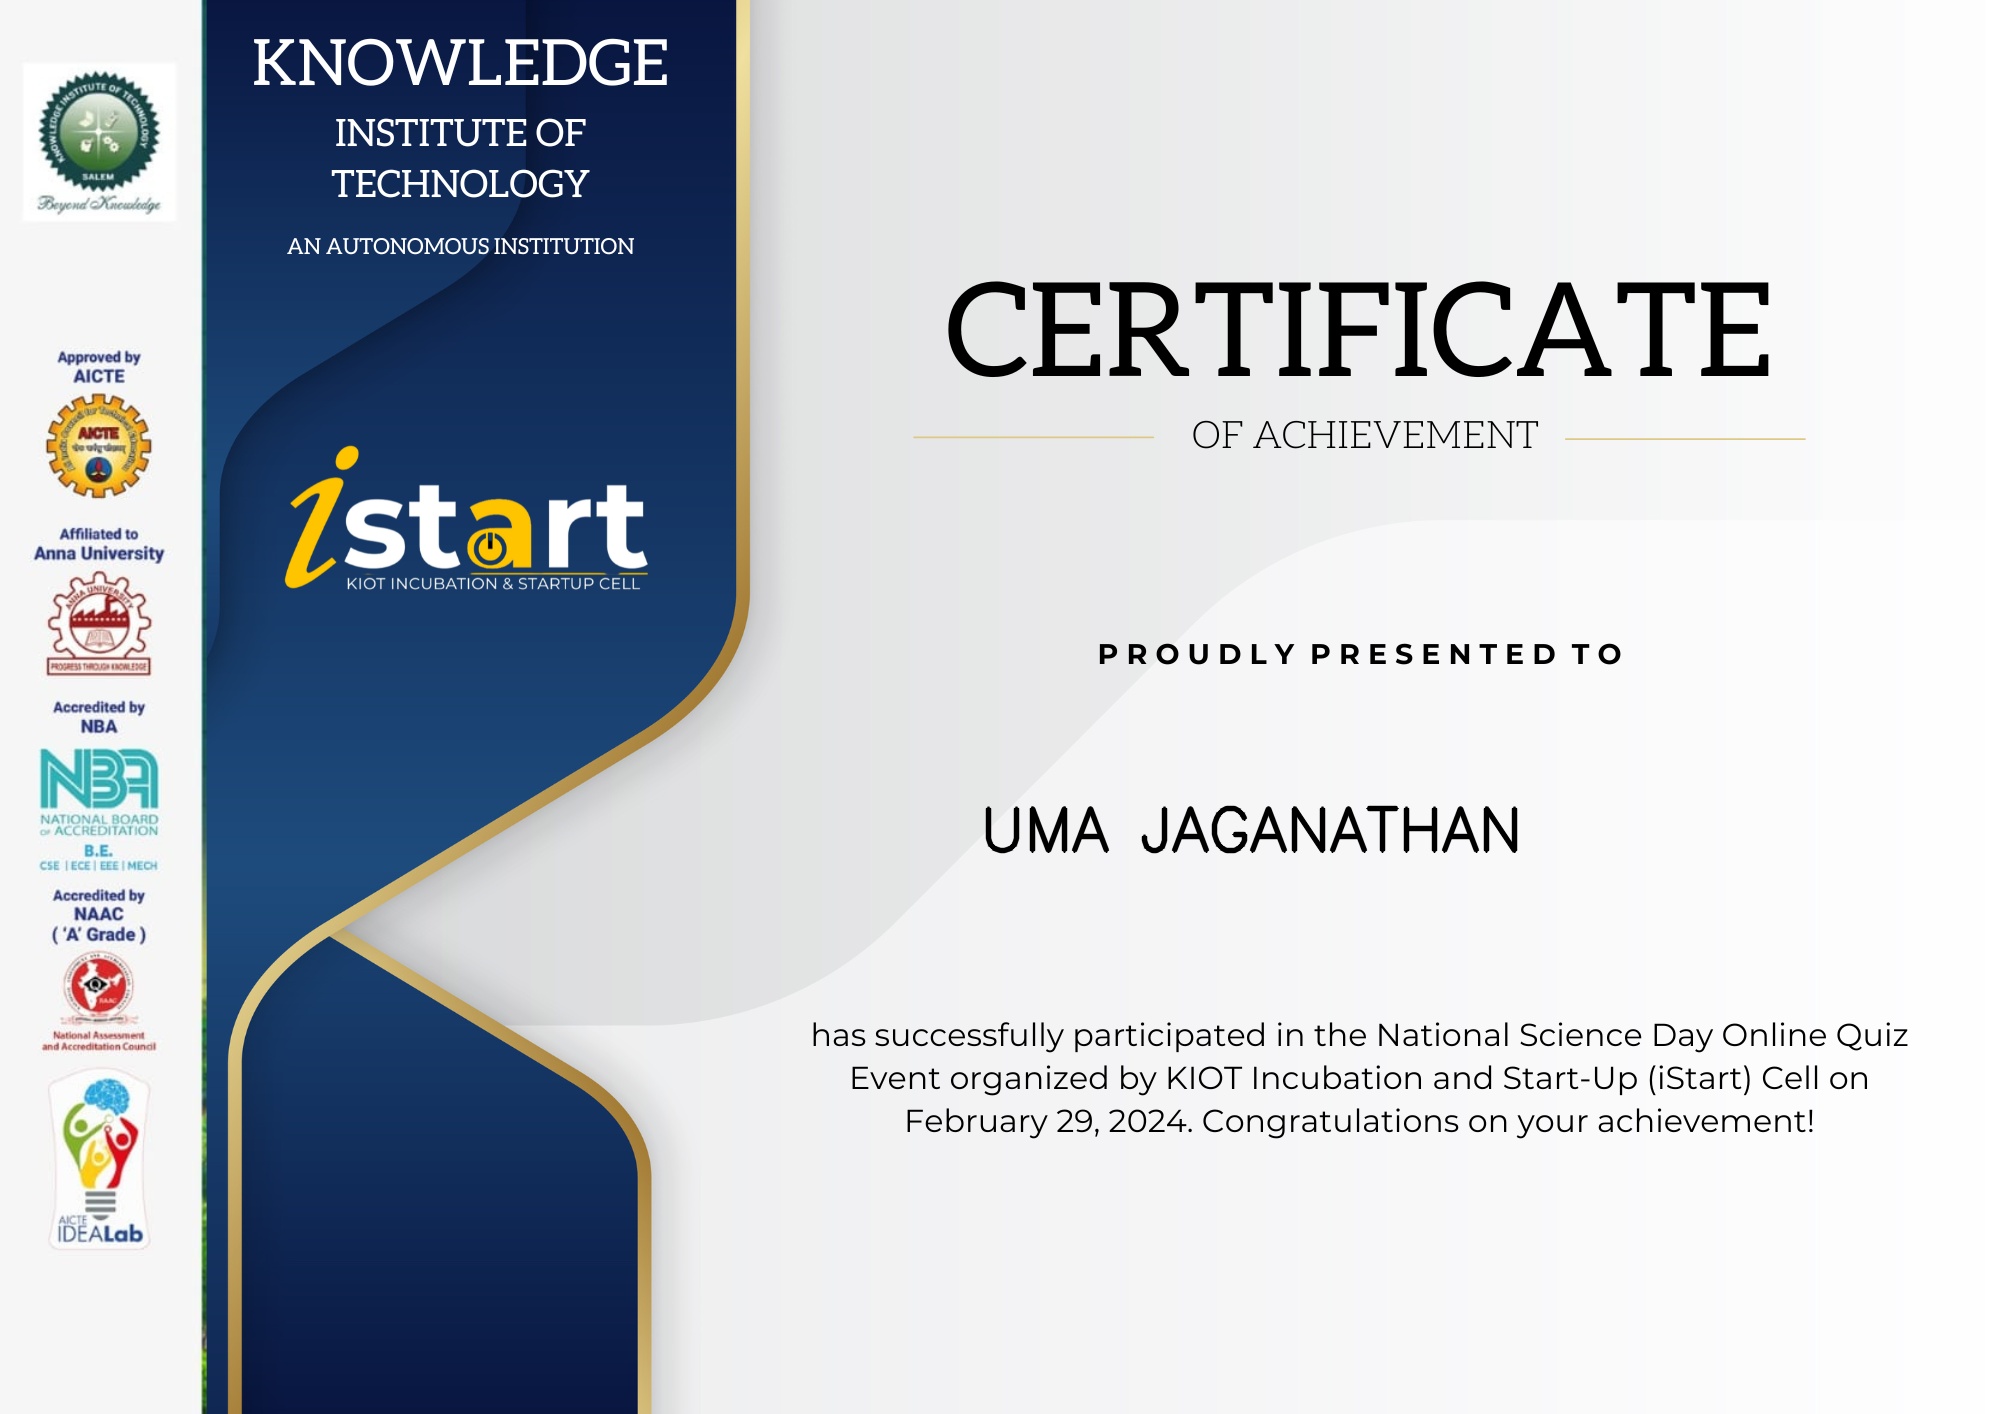 KNOWLEDGE INSTITUTE OF TECHNOLOGY
SALEM
Beyond Knowledge
Approved by
AICTE
AICTE
Affiliated to
Anna University
ANNA UNIVERSITY
PROGRESS THROUGH KNOWLEDGE
Accredited by
NBA
NBA
NATIONAL BOARD
OF ACCREDITATION
B.E.
CSE | ECE | EEE | MECH
Accredited by
NAAC
( 'A' Grade )
NAAC
National Assessment
and Accreditation Council
AICTE
IDEALab
KNOWLEDGE
INSTITUTE OF
TECHNOLOGY
AN AUTONOMOUS INSTITUTION
istart
KIOT INCUBATION & STARTUP CELL
CERTIFICATE
OF ACHIEVEMENT
PROUDLY PRESENTED TO
UMA JAGANATHAN
has successfully participated in the National Science Day Online Quiz
Event organized by KIOT Incubation and Start-Up (iStart) Cell on
February 29, 2024. Congratulations on your achievement!